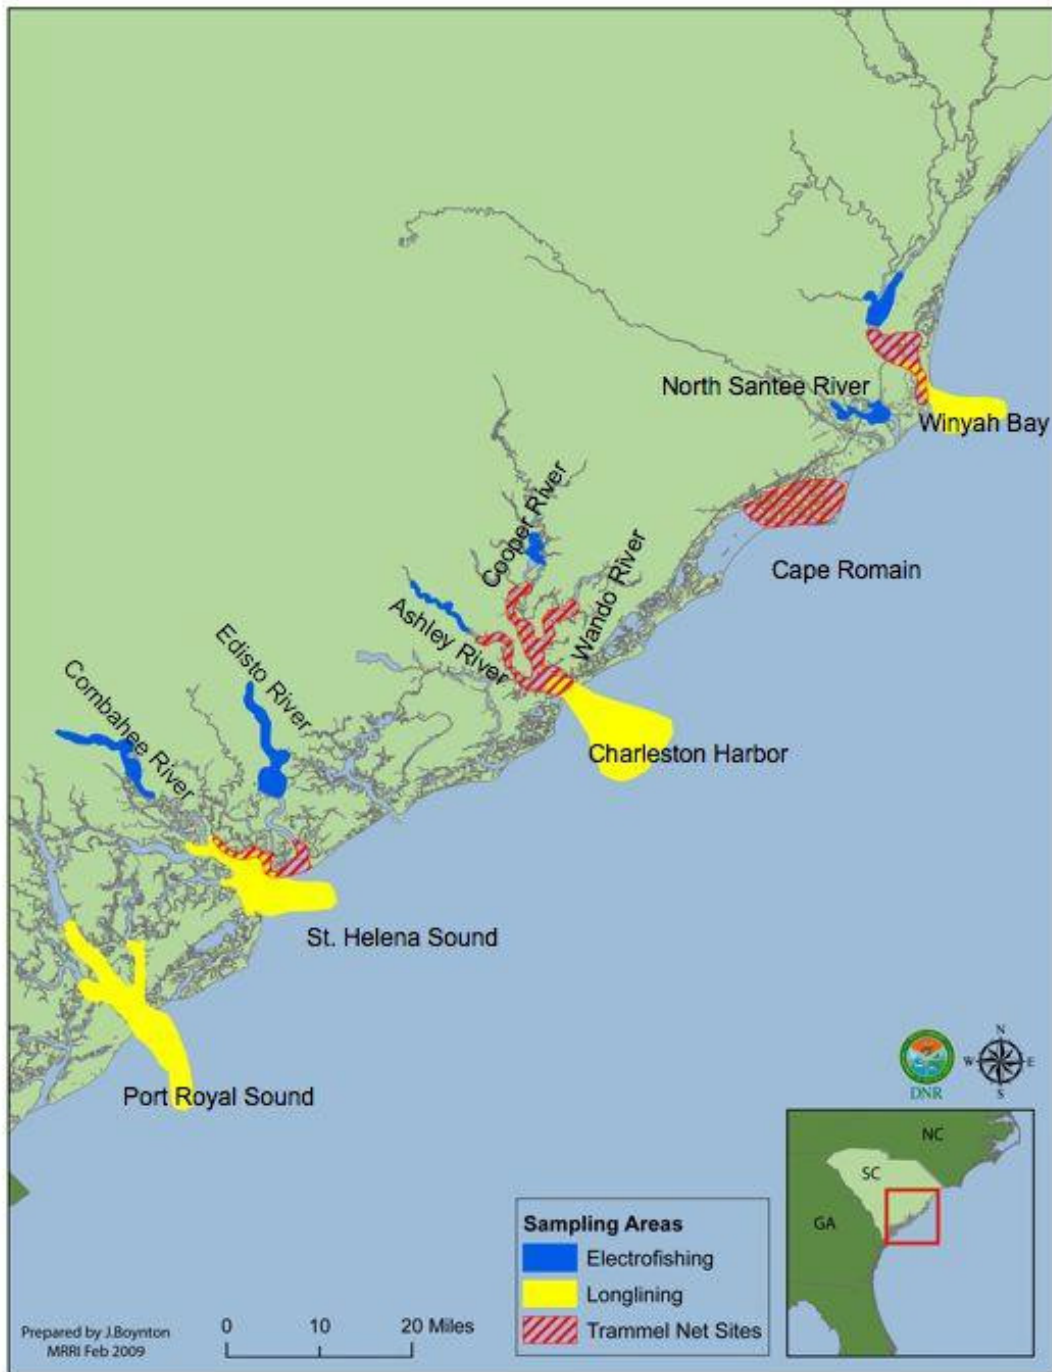 North Santee River
Winyah Bay
Cooper River
Wando River
Cape Romain
Ashley River
Edisto River
Combahee River
Charleston Harbor
St. Helena Sound
Port Royal Sound
N
W
E
S
DNR
NC
SC
GA
Sampling Areas
Electrofishing
Longlining
Trammel Net Sites
Prepared by J.Boynton
MRRI Feb 2009
0 10 20 Miles